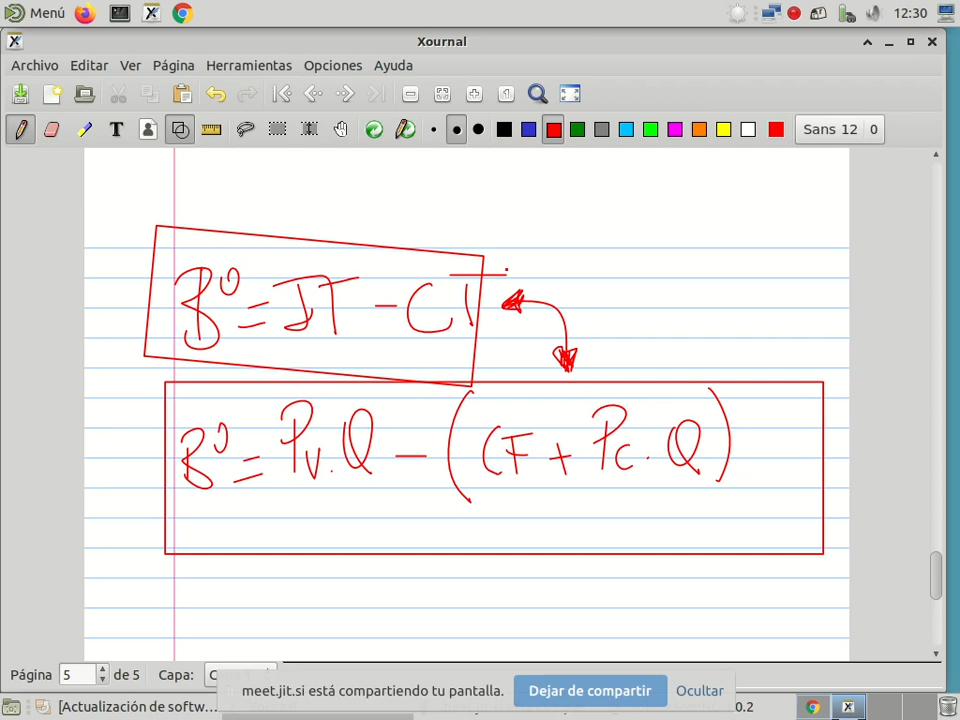 Menú 12:30
Xournal
Archivo Editar Ver Página Herramientas Opciones Ayuda
Sans 12 0
Bº = IT - CT
Bº = Pv.Q - (CF + Pc.Q)
Página 5 de 5 Capa:
meet.jit.si está compartiendo tu pantalla. Dejar de compartir Ocultar
[Actualización de softw... 0.2